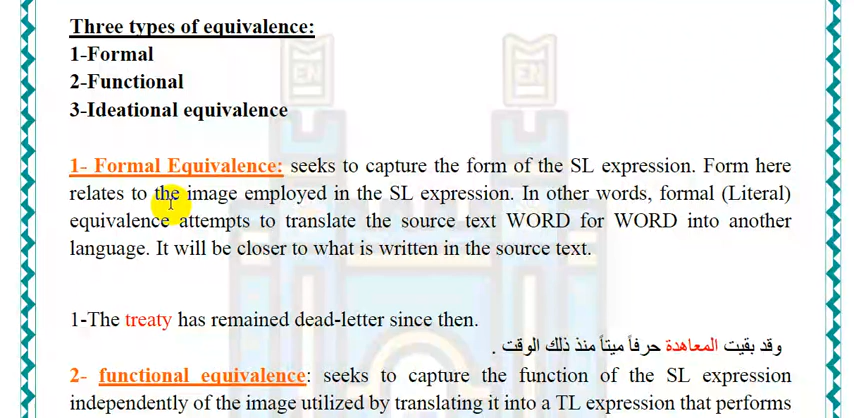 Three types of equivalence:
1-Formal
2-Functional
3-Ideational equivalence
1- Formal Equivalence: seeks to capture the form of the SL expression. Form here
relates to the image employed in the SL expression. In other words, formal (Literal)
equivalence attempts to translate the source text WORD for WORD into another
language. It will be closer to what is written in the source text.
1-The treaty has remained dead-letter since then.
وقد بقيت المعاهدة حرفاً ميتاً منذ ذلك الوقت .
2- functional equivalence: seeks to capture the function of the SL expression
independently of the image utilized by translating it into a TL expression that performs
EN
EN